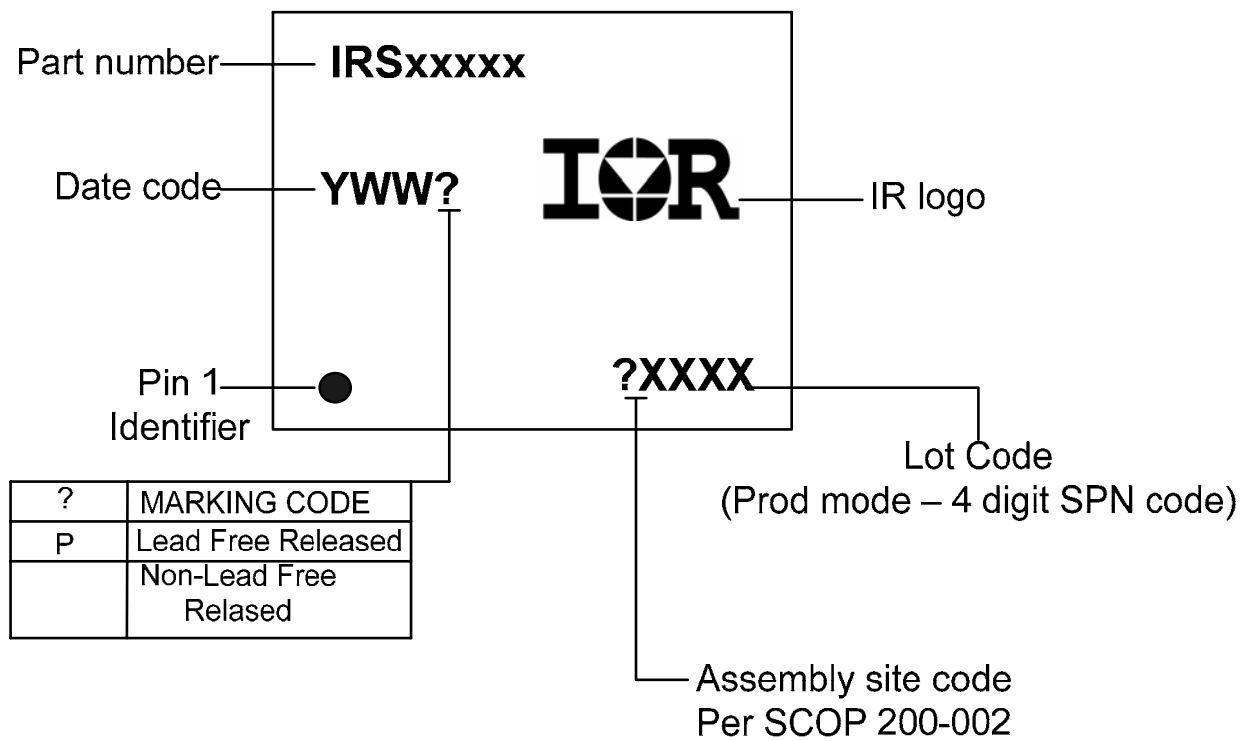 Part number
IRSxxxxx
Date code
YWW?
IOR
IR logo
Pin 1
Identifier
?XXXX
Lot Code
(Prod mode – 4 digit SPN code)
? MARKING CODE
P Lead Free Released
Non-Lead Free
Relased
Assembly site code
Per SCOP 200-002